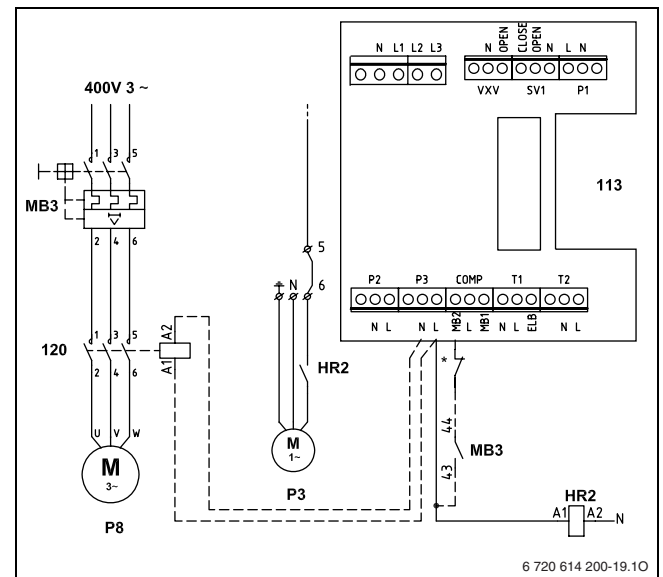 N L1 L2 L3
N OPEN CLOSE OPEN N L N
VXV SV1 P1
400V 3 ~
1 3 5
MB3
2 4 6
113
5
N 6
P2 P3 COMP T1 T2
N L N L MB2 L MB1 N L ELB N L
120
1 3 5
A2
A1
2 4 6
HR2
*
44
MB3
43
U V W
M
3~
P8
M
1~
P3
HR2
A1 A2 N
6 720 614 200-19.1O